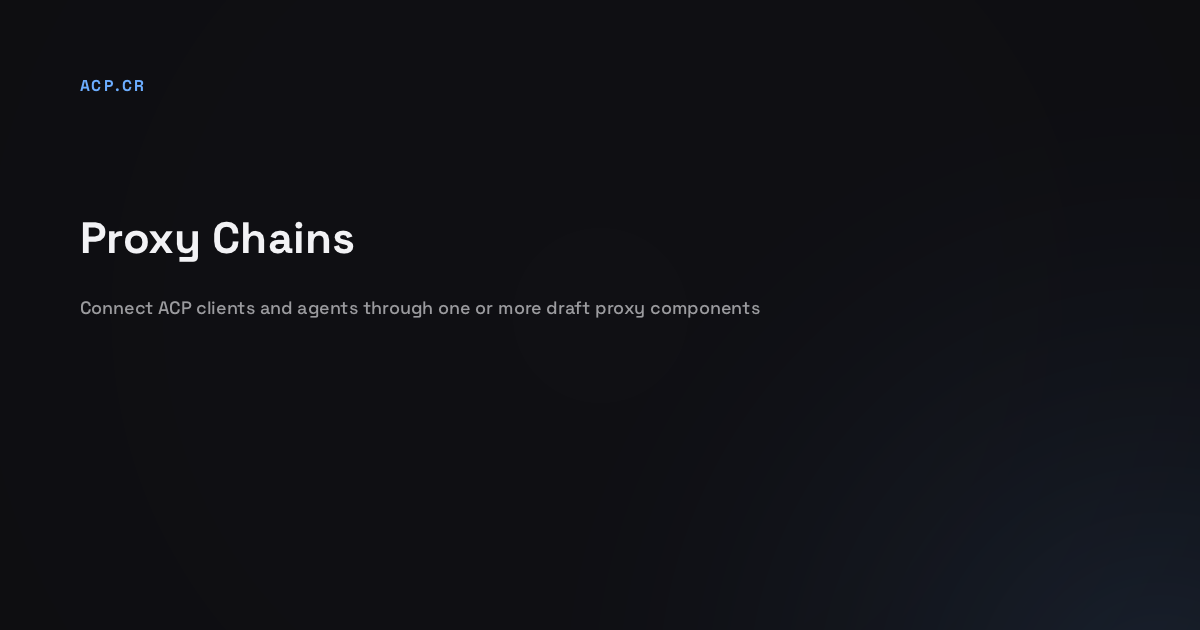 ACP.CR
Proxy Chains
Connect ACP clients and agents through one or more draft proxy components